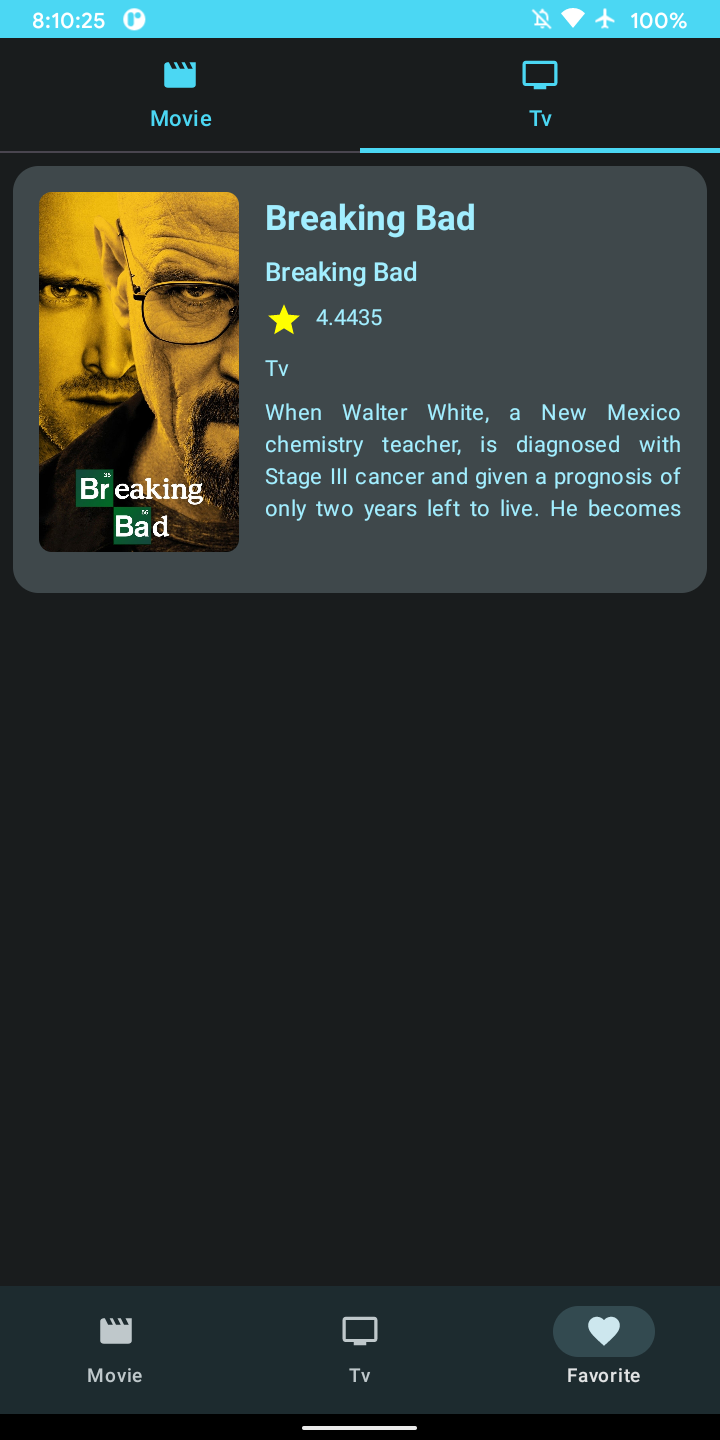 8:10:25
100%
Movie
Tv
Breaking Bad
Breaking Bad
4.4435
Tv
When Walter White, a New Mexico
chemistry teacher, is diagnosed with
Stage III cancer and given a prognosis of
only two years left to live. He becomes
35
Breaking
56
Bad
Movie
Tv
Favorite